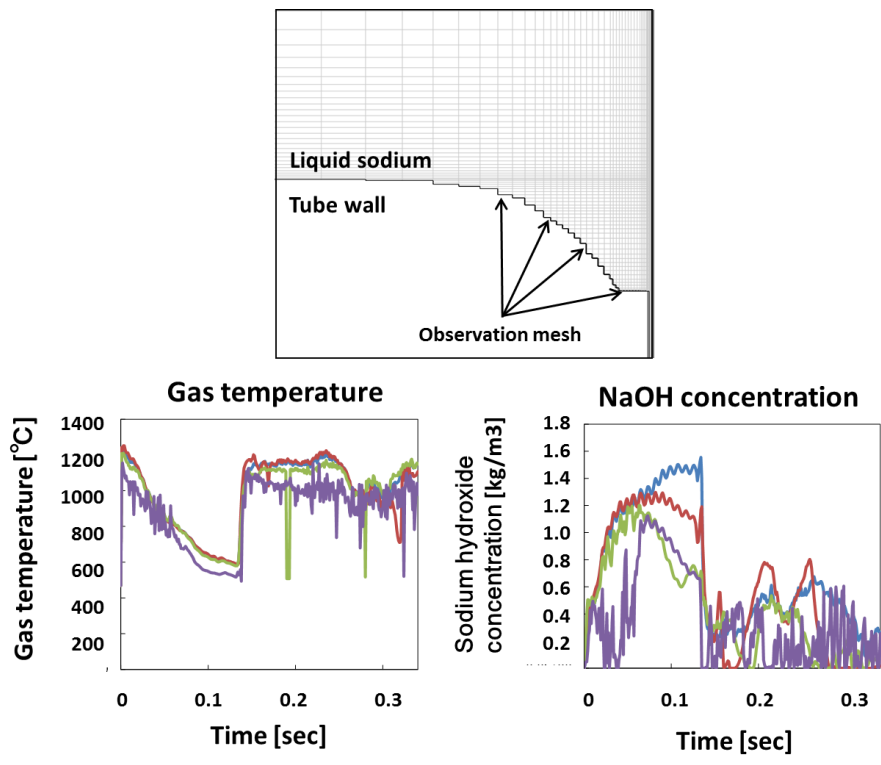 Liquid sodium
Tube wall
Observation mesh
Gas temperature
Gas temperature [℃]
1400
1200
1000
800
600
400
200
0
0.1
0.2
0.3
Time [sec]
NaOH concentration
Sodium hydroxide
concentration [kg/m3]
1.8
1.6
1.4
1.2
1.0
0.8
0.6
0.4
0.2
0
0.1
0.2
0.3
Time [sec]